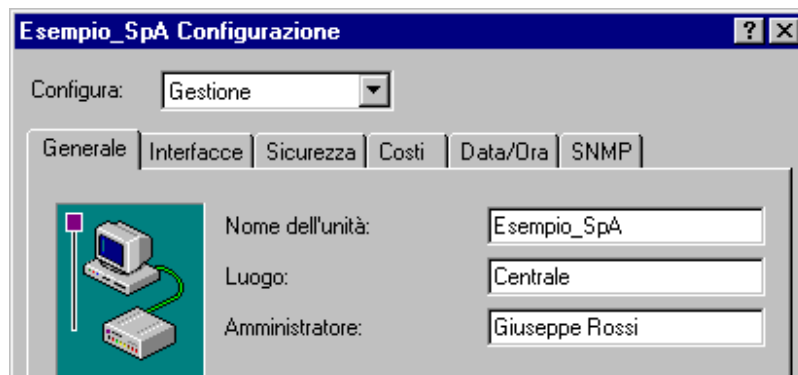 Esempio_SpA Configurazione
Configura: Gestione
Generale Interfacce Sicurezza Costi Data/Ora SNMP
Nome dell'unità: Esempio_SpA
Luogo: Centrale
Amministratore: Giuseppe Rossi